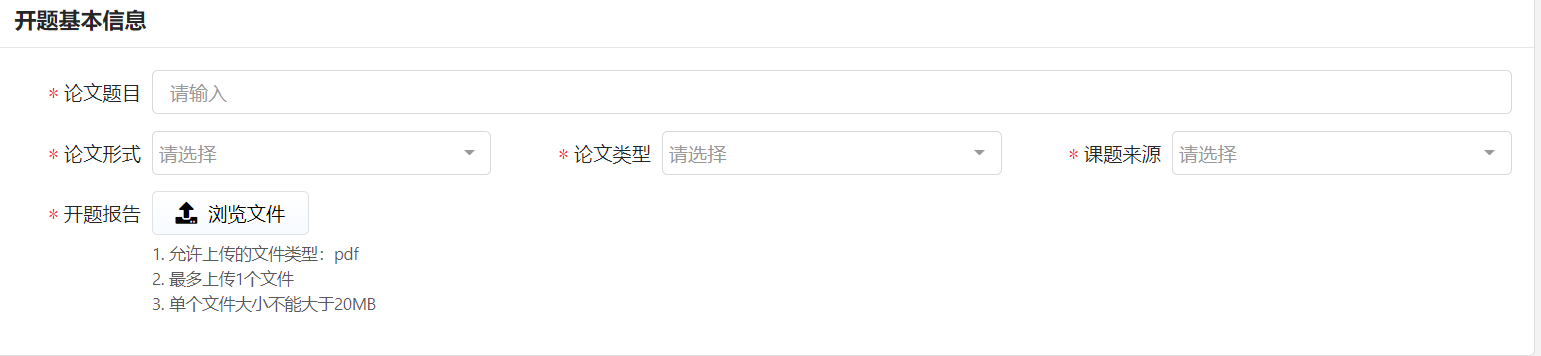 开题基本信息
* 论文题目 请输入
* 论文形式 请选择 * 论文类型 请选择 * 课题来源 请选择
* 开题报告 浏览文件
1. 允许上传的文件类型：pdf
2. 最多上传1个文件
3. 单个文件大小不能大于20MB